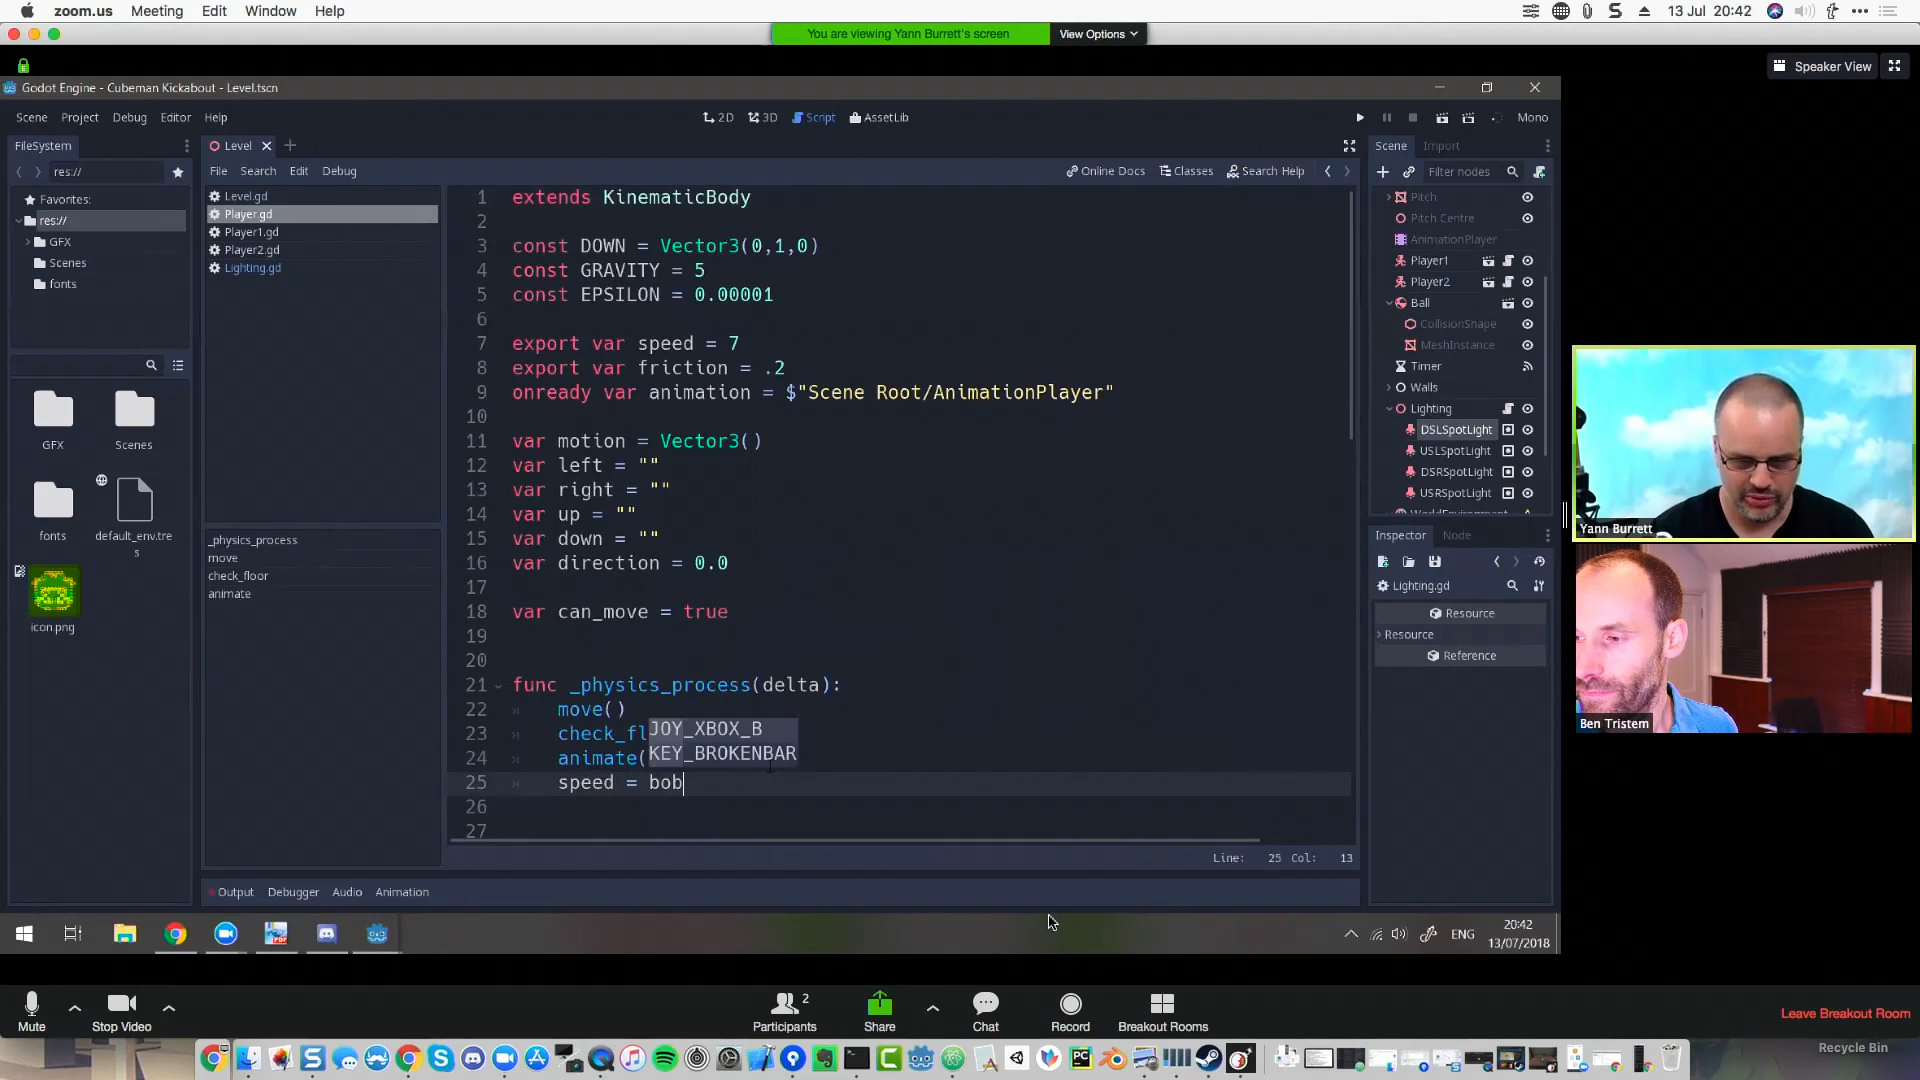 zoom.us Meeting Edit Window Help
13 Jul 20:42
You are viewing Yann Burrett's screen
View Options
Speaker View
Godot Engine - Cubeman Kickabout - Level.tscn
Scene Project Debug Editor Help
2D 3D Script AssetLib
Mono
FileSystem
Level
Scene Import
res://
File Search Edit Debug
Online Docs Classes Search Help
Filter nodes
Favorites:
res://
GFX
Scenes
fonts
GFX
Scenes
fonts
default_env.tre
s
icon.png
Level.gd
Player.gd
Player1.gd
Player2.gd
Lighting.gd
_physics_process
move
check_floor
animate
1 extends KinematicBody
2
3 const DOWN = Vector3(0,1,0)
4 const GRAVITY = 5
5 const EPSILON = 0.00001
6
7 export var speed = 7
8 export var friction = .2
9 onready var animation = $"Scene Root/AnimationPlayer"
10
11 var motion = Vector3()
12 var left = ""
13 var right = ""
14 var up = ""
15 var down = ""
16 var direction = 0.0
17
18 var can_move = true
19
20
21 func _physics_process(delta):
22 move()
23 check_fl
24 animate(
25 speed = bob
26
27
JOY_XBOX_B
KEY_BROKENBAR
Line: 25 Col: 13
Output Debugger Audio Animation
Pitch
Pitch Centre
AnimationPlayer
Player1
Player2
Ball
CollisionShape
MeshInstance
Timer
Walls
Lighting
DSLSpotLight
USLSpotLight
DSRSpotLight
USRSpotLight
WorldEnvironment
Inspector Node
Lighting.gd
Resource
Resource
Reference
Yann Burrett
Ben Tristem
ENG
20:42
13/07/2018
Mute
Stop Video
2
Participants
Share
Chat
Record
Breakout Rooms
Leave Breakout Room
Recycle Bin